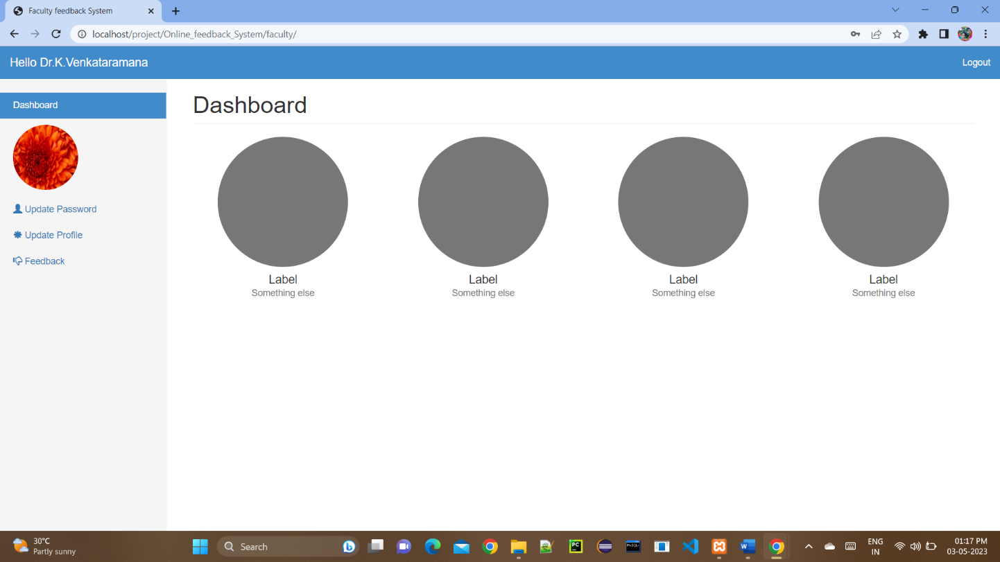 Faculty feedback System
localhost/project/Online_feedback_System/faculty/
Hello Dr.K.Venkataramana
Logout
Dashboard
Update Password
Update Profile
Feedback
Dashboard
Label
Something else
Label
Something else
Label
Something else
Label
Something else
30°C
Partly sunny
Search
PC
MySQL
W
ENG
IN
01:17 PM
03-05-2023